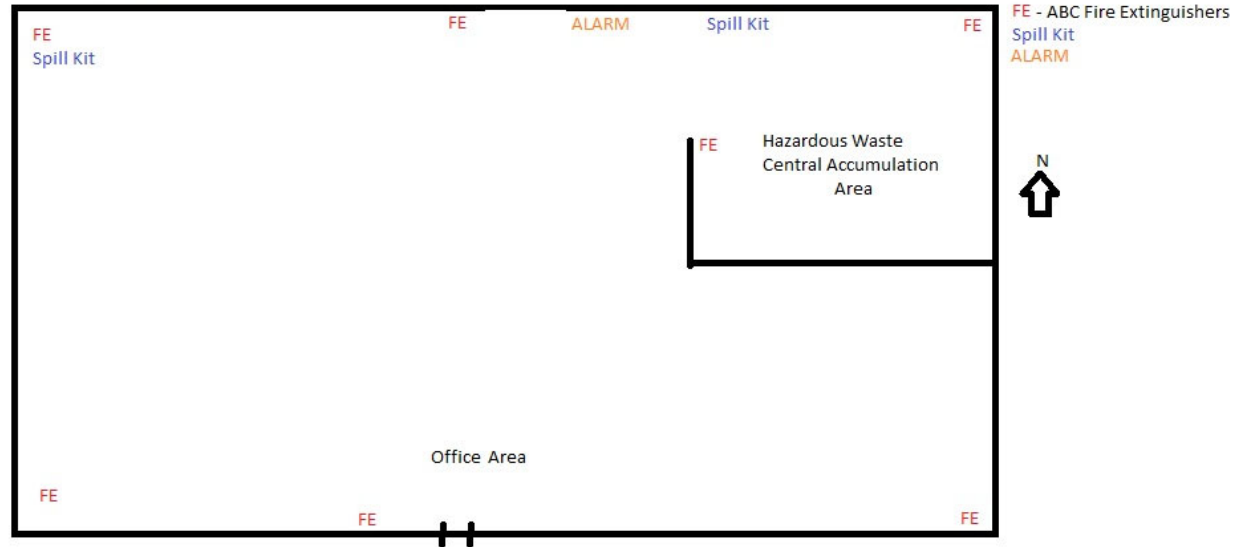 FE
Spill Kit
FE
ALARM
Spill Kit
FE
FE - ABC Fire Extinguishers
Spill Kit
ALARM
FE
Hazardous Waste
Central Accumulation
Area
N
Office Area
FE
FE
FE